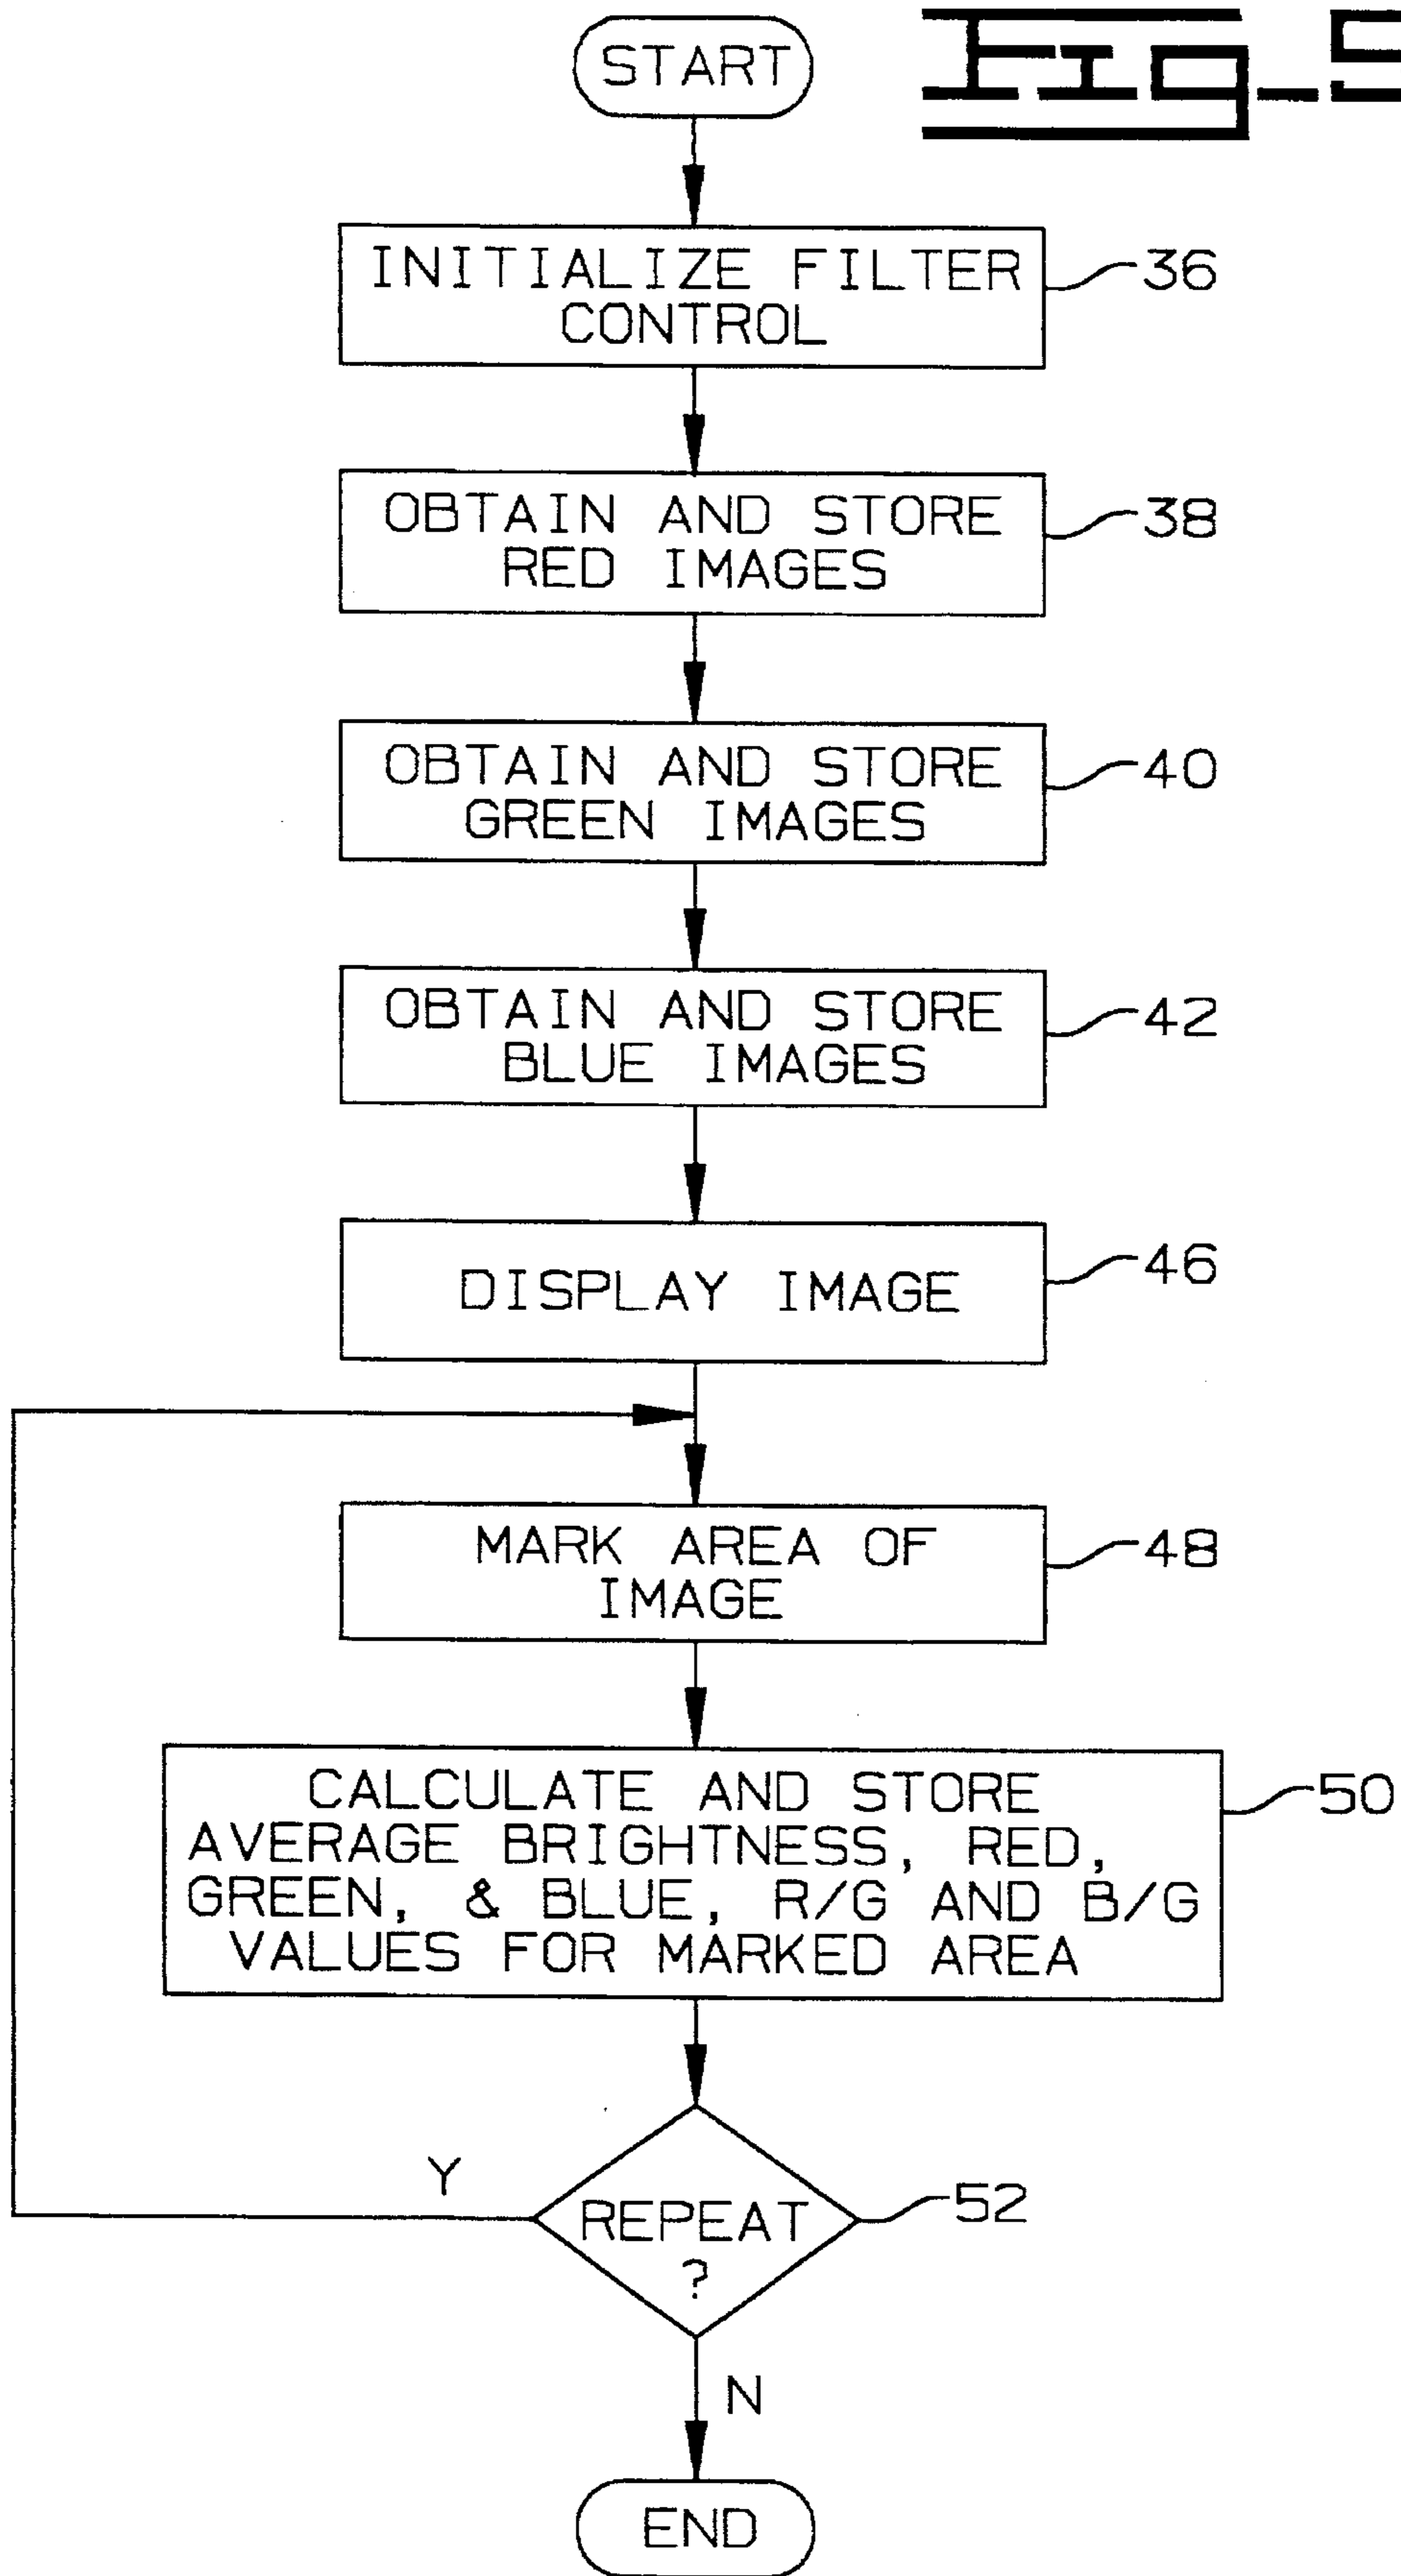 START
Fig_5
INITIALIZE FILTER
CONTROL
36
OBTAIN AND STORE
RED IMAGES
38
OBTAIN AND STORE
GREEN IMAGES
40
OBTAIN AND STORE
BLUE IMAGES
42
DISPLAY IMAGE
46
MARK AREA OF
IMAGE
48
CALCULATE AND STORE
AVERAGE BRIGHTNESS, RED,
GREEN, & BLUE, R/G AND B/G
VALUES FOR MARKED AREA
50
Y
REPEAT
?
52
N
END